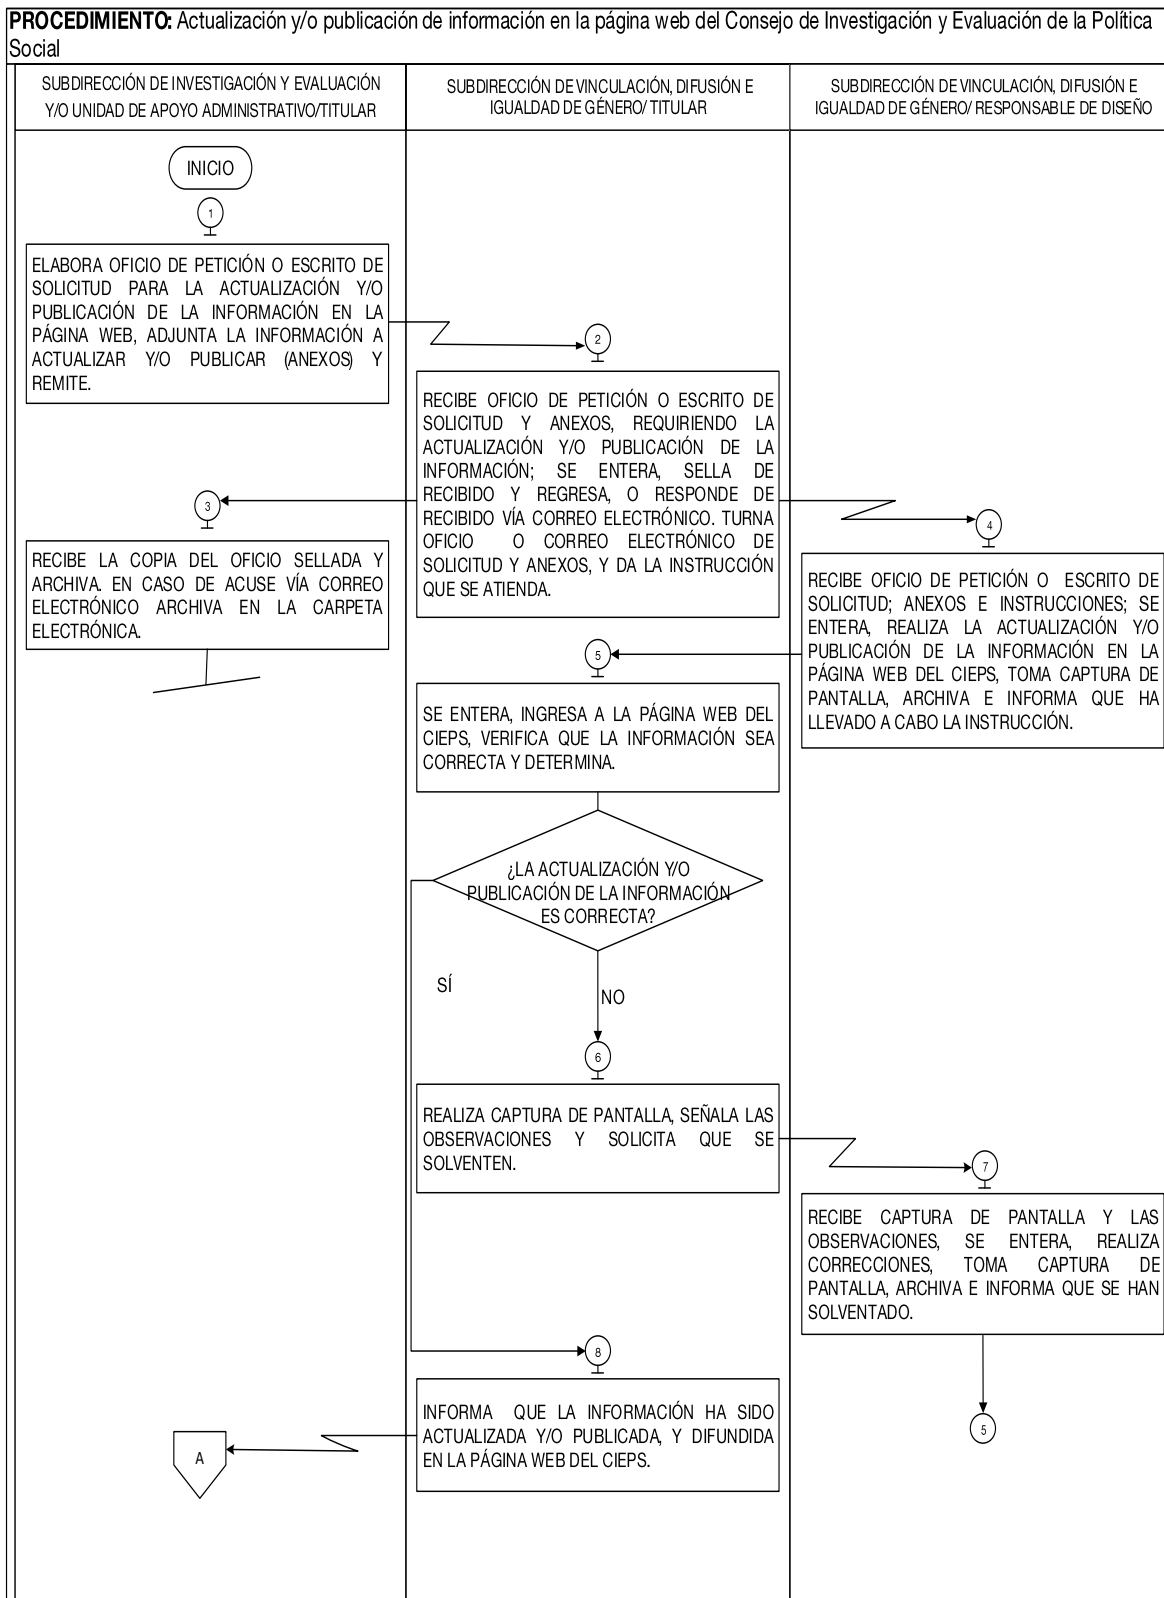 PROCEDIMIENTO: Actualización y/o publicación de información en la página web del Consejo de Investigación y Evaluación de la Política
Social
SUBDIRECCIÓN DE INVESTIGACIÓN Y EVALUACIÓN
Y/O UNIDAD DE APOYO ADMINISTRATIVO/TITULAR
SUBDIRECCIÓN DE VINCULACIÓN, DIFUSIÓN E
IGUALDAD DE GÉNERO/ TITULAR
SUBDIRECCIÓN DE VINCULACIÓN, DIFUSIÓN E
IGUALDAD DE GÉNERO/ RESPONSABLE DE DISEÑO
INICIO
1
ELABORA OFICIO DE PETICIÓN O ESCRITO DE
SOLICITUD PARA LA ACTUALIZACIÓN Y/O
PUBLICACIÓN DE LA INFORMACIÓN EN LA
PÁGINA WEB, ADJUNTA LA INFORMACIÓN A
ACTUALIZAR Y/O PUBLICAR (ANEXOS) Y
REMITE.
2
RECIBE OFICIO DE PETICIÓN O ESCRITO DE
SOLICITUD Y ANEXOS, REQUIRIENDO LA
ACTUALIZACIÓN Y/O PUBLICACIÓN DE LA
INFORMACIÓN; SE ENTERA, SELLA DE
RECIBIDO Y REGRESA, O RESPONDE DE
RECIBIDO VÍA CORREO ELECTRÓNICO. TURNA
OFICIO O CORREO ELECTRÓNICO DE
SOLICITUD Y ANEXOS, Y DA LA INSTRUCCIÓN
QUE SE ATIENDA.
3
RECIBE LA COPIA DEL OFICIO SELLADA Y
ARCHIVA. EN CASO DE ACUSE VÍA CORREO
ELECTRÓNICO ARCHIVA EN LA CARPETA
ELECTRÓNICA.
4
RECIBE OFICIO DE PETICIÓN O ESCRITO DE
SOLICITUD; ANEXOS E INSTRUCCIONES; SE
ENTERA, REALIZA LA ACTUALIZACIÓN Y/O
PUBLICACIÓN DE LA INFORMACIÓN EN LA
PÁGINA WEB DEL CIEPS, TOMA CAPTURA DE
PANTALLA, ARCHIVA E INFORMA QUE HA
LLEVADO A CABO LA INSTRUCCIÓN.
5
SE ENTERA, INGRESA A LA PÁGINA WEB DEL
CIEPS, VERIFICA QUE LA INFORMACIÓN SEA
CORRECTA Y DETERMINA.
¿LA ACTUALIZACIÓN Y/O
PUBLICACIÓN DE LA INFORMACIÓN
ES CORRECTA?
SÍ
NO
6
REALIZA CAPTURA DE PANTALLA, SEÑALA LAS
OBSERVACIONES Y SOLICITA QUE SE
SOLVENTEN.
7
RECIBE CAPTURA DE PANTALLA Y LAS
OBSERVACIONES, SE ENTERA, REALIZA
CORRECCIONES, TOMA CAPTURA DE
PANTALLA, ARCHIVA E INFORMA QUE SE HAN
SOLVENTADO.
5
8
INFORMA QUE LA INFORMACIÓN HA SIDO
ACTUALIZADA Y/O PUBLICADA, Y DIFUNDIDA
EN LA PÁGINA WEB DEL CIEPS.
A